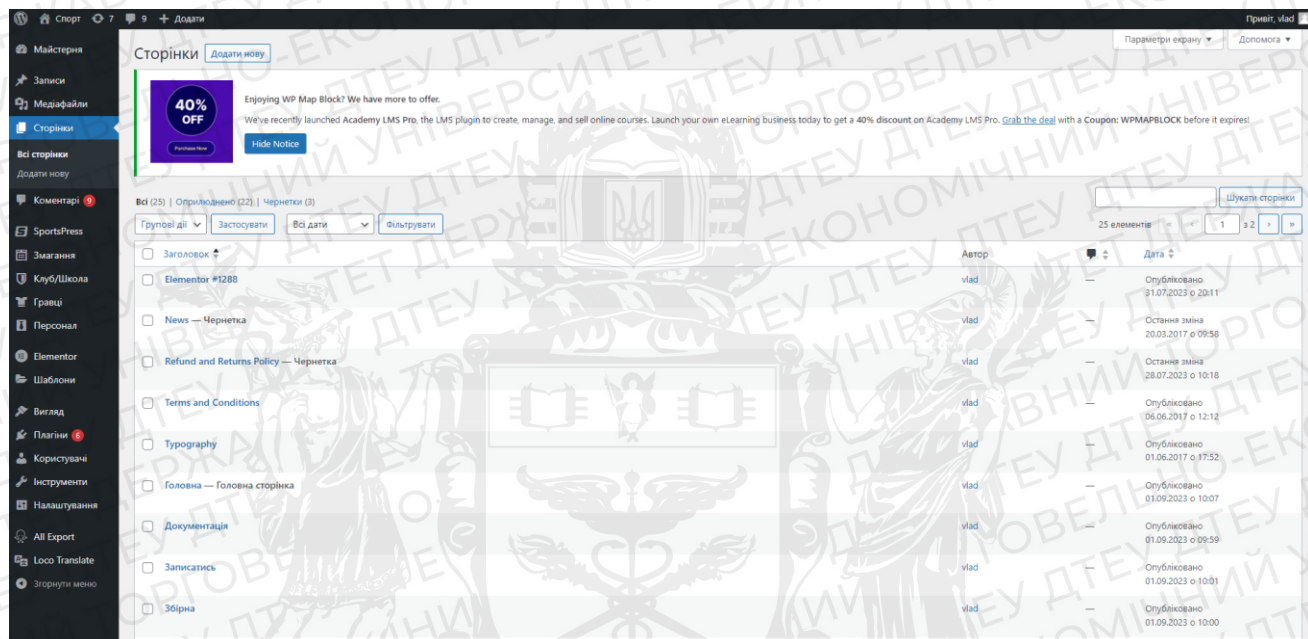 Спорт 7 9 + Додати Привіт, vlad
Майстерня
Записи
Медіафайли
Сторінки
Всі сторінки
Додати нову
Коментарі 9
SportsPress
Змагання
Клуб/Школа
Гравці
Персонал
Elementor
Шаблони
Вигляд
Плагіни 6
Користувачі
Інструменти
Налаштування
All Export
Loco Translate
Згорнути меню
Параметри екрану Допомога
Сторінки Додати нову
40%
OFF
Purchase Now
Enjoying WP Map Block? We have more to offer.
We've recently launched Academy LMS Pro, the LMS plugin to create, manage, and sell online courses. Launch your own eLearning business today to get a 40% discount on Academy LMS Pro. Grab the deal with a Coupon: WPMAPBLOCK before it expires!
Hide Notice
Всі (25) | Оприлюднено (22) | Чернетки (3)
Шукати сторінки
Групові дії Застосувати Всі дати Фільтрувати 25 елементів « ‹ 1 з 2 › »
Заголовок Автор Дата
Elementor #1288 vlad — Опубліковано
31.07.2023 о 20:11
News — Чернетка vlad — Остання зміна
20.03.2017 о 09:58
Refund and Returns Policy — Чернетка vlad — Остання зміна
28.07.2023 о 10:18
Terms and Conditions vlad — Опубліковано
06.06.2017 о 12:12
Typography vlad — Опубліковано
01.06.2017 о 17:52
Головна — Головна сторінка vlad — Опубліковано
01.09.2023 о 10:07
Документація vlad — Опубліковано
01.09.2023 о 09:59
Записатись vlad — Опубліковано
01.09.2023 о 10:01
Збірна vlad — Опубліковано
01.09.2023 о 10:00